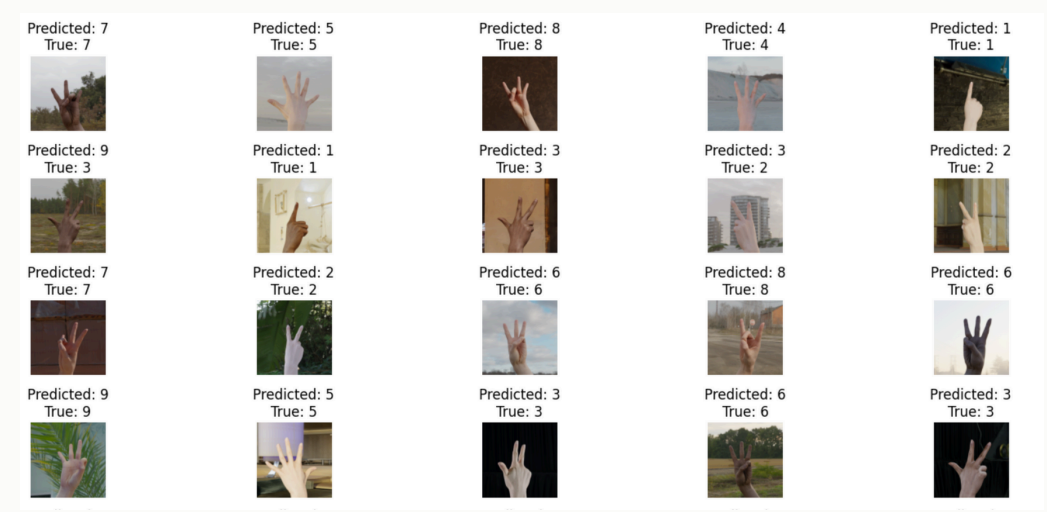 Predicted: 7
True: 7
Predicted: 5
True: 5
Predicted: 8
True: 8
Predicted: 4
True: 4
Predicted: 1
True: 1
Predicted: 9
True: 3
Predicted: 1
True: 1
Predicted: 3
True: 3
Predicted: 3
True: 2
Predicted: 2
True: 2
Predicted: 7
True: 7
Predicted: 2
True: 2
Predicted: 6
True: 6
Predicted: 8
True: 8
Predicted: 6
True: 6
Predicted: 9
True: 9
Predicted: 5
True: 5
Predicted: 3
True: 3
Predicted: 6
True: 6
Predicted: 3
True: 3